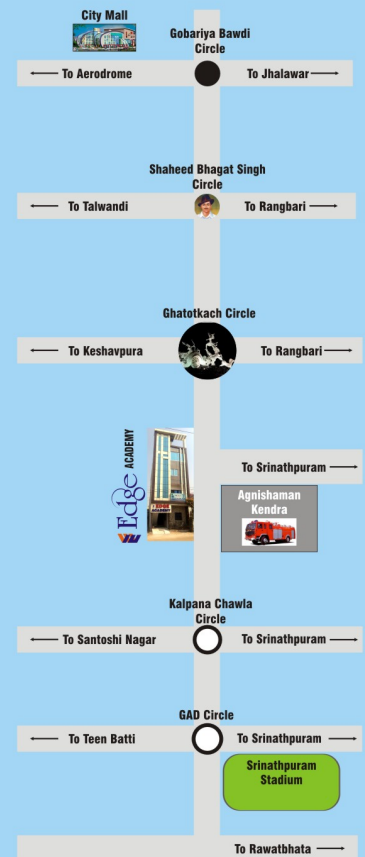 City Mall
Gobariya Bawdi
Circle
To Aerodrome
To Jhalawar
Shaheed Bhagat Singh
Circle
To Talwandi
To Rangbari
Ghatotkach Circle
To Keshavpura
To Rangbari
Edge ACADEMY
To Srinathpuram
Agnishaman
Kendra
Kalpana Chawla
Circle
To Santoshi Nagar
To Srinathpuram
GAD Circle
To Teen Batti
To Srinathpuram
Srinathpuram
Stadium
To Rawatbhata